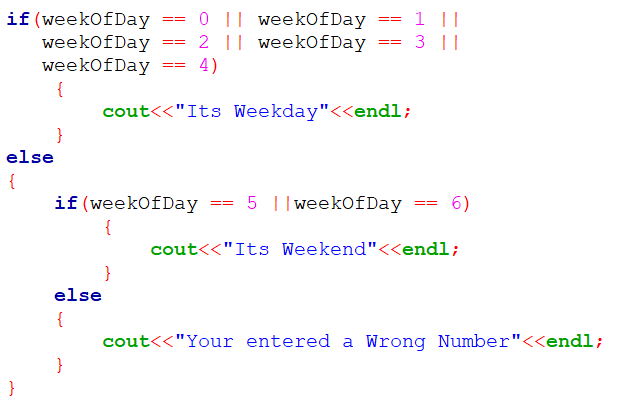 if(weekOfDay == 0 || weekOfDay == 1 ||
weekOfDay == 2 || weekOfDay == 3 ||
weekOfDay == 4)
{
cout<<"Its Weekday"<<endl;
}
else
{
if(weekOfDay == 5 ||weekOfDay == 6)
{
cout<<"Its Weekend"<<endl;
}
else
{
cout<<"Your entered a Wrong Number"<<endl;
}
}